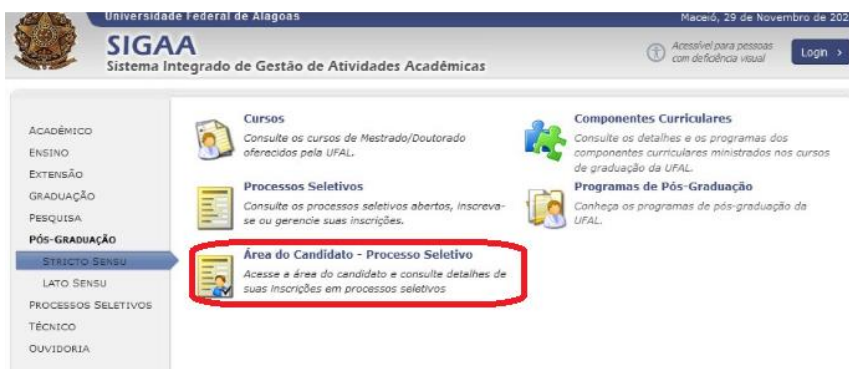 Universidade Federal de Alagoas
Maceió, 29 de Novembro de 202
SIGAA
Sistema Integrado de Gestão de Atividades Acadêmicas
Acessível para pessoas
com deficiência visual
Login >
ACADÊMICO
ENSINO
EXTENSÃO
GRADUAÇÃO
PESQUISA
PÓS-GRADUAÇÃO
STRICTO SENSU
LATO SENSU
PROCESSOS SELETIVOS
TÉCNICO
OUVIDORIA
Cursos
Consulte os cursos de Mestrado/Doutorado
oferecidos pela UFAL.
Processos Seletivos
Consulte os processos seletivos abertos, inscreva-
se ou gerencie suas inscrições.
Área do Candidato - Processo Seletivo
Acesse a área do candidato e consulte detalhes de
suas inscrições em processos seletivos
Componentes Curriculares
Consulte os detalhes e os programas dos
componentes curriculares ministrados nos cursos
de graduação da UFAL.
Programas de Pós-Graduação
Conheça os programas de pós-graduação da
UFAL.